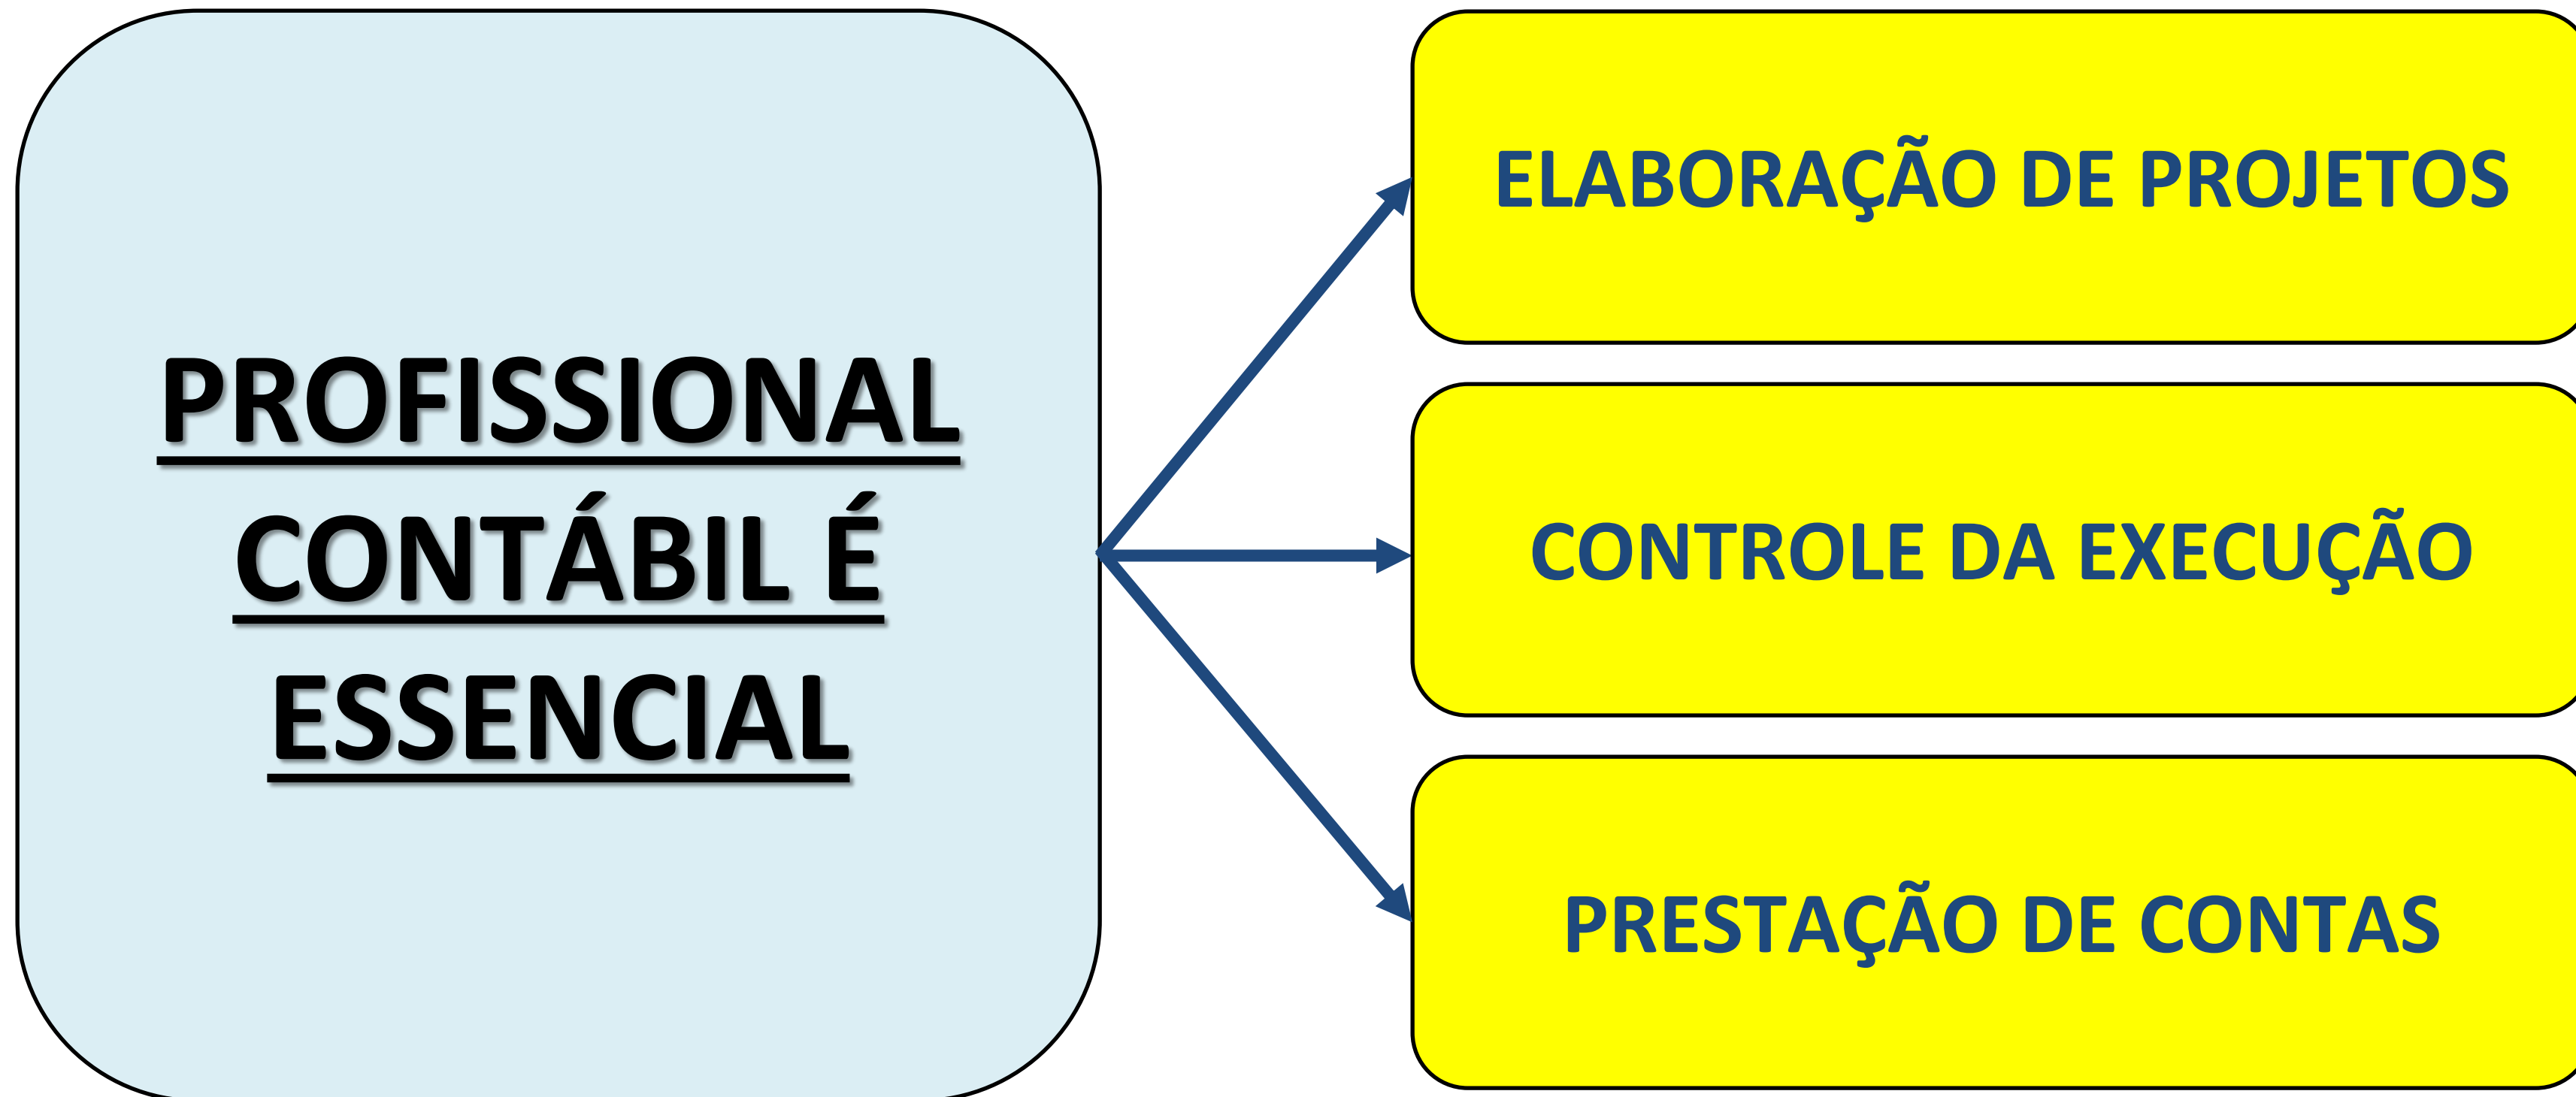 PROFISSIONAL
CONTÁBIL É
ESSENCIAL
ELABORAÇÃO DE PROJETOS
CONTROLE DA EXECUÇÃO
PRESTAÇÃO DE CONTAS